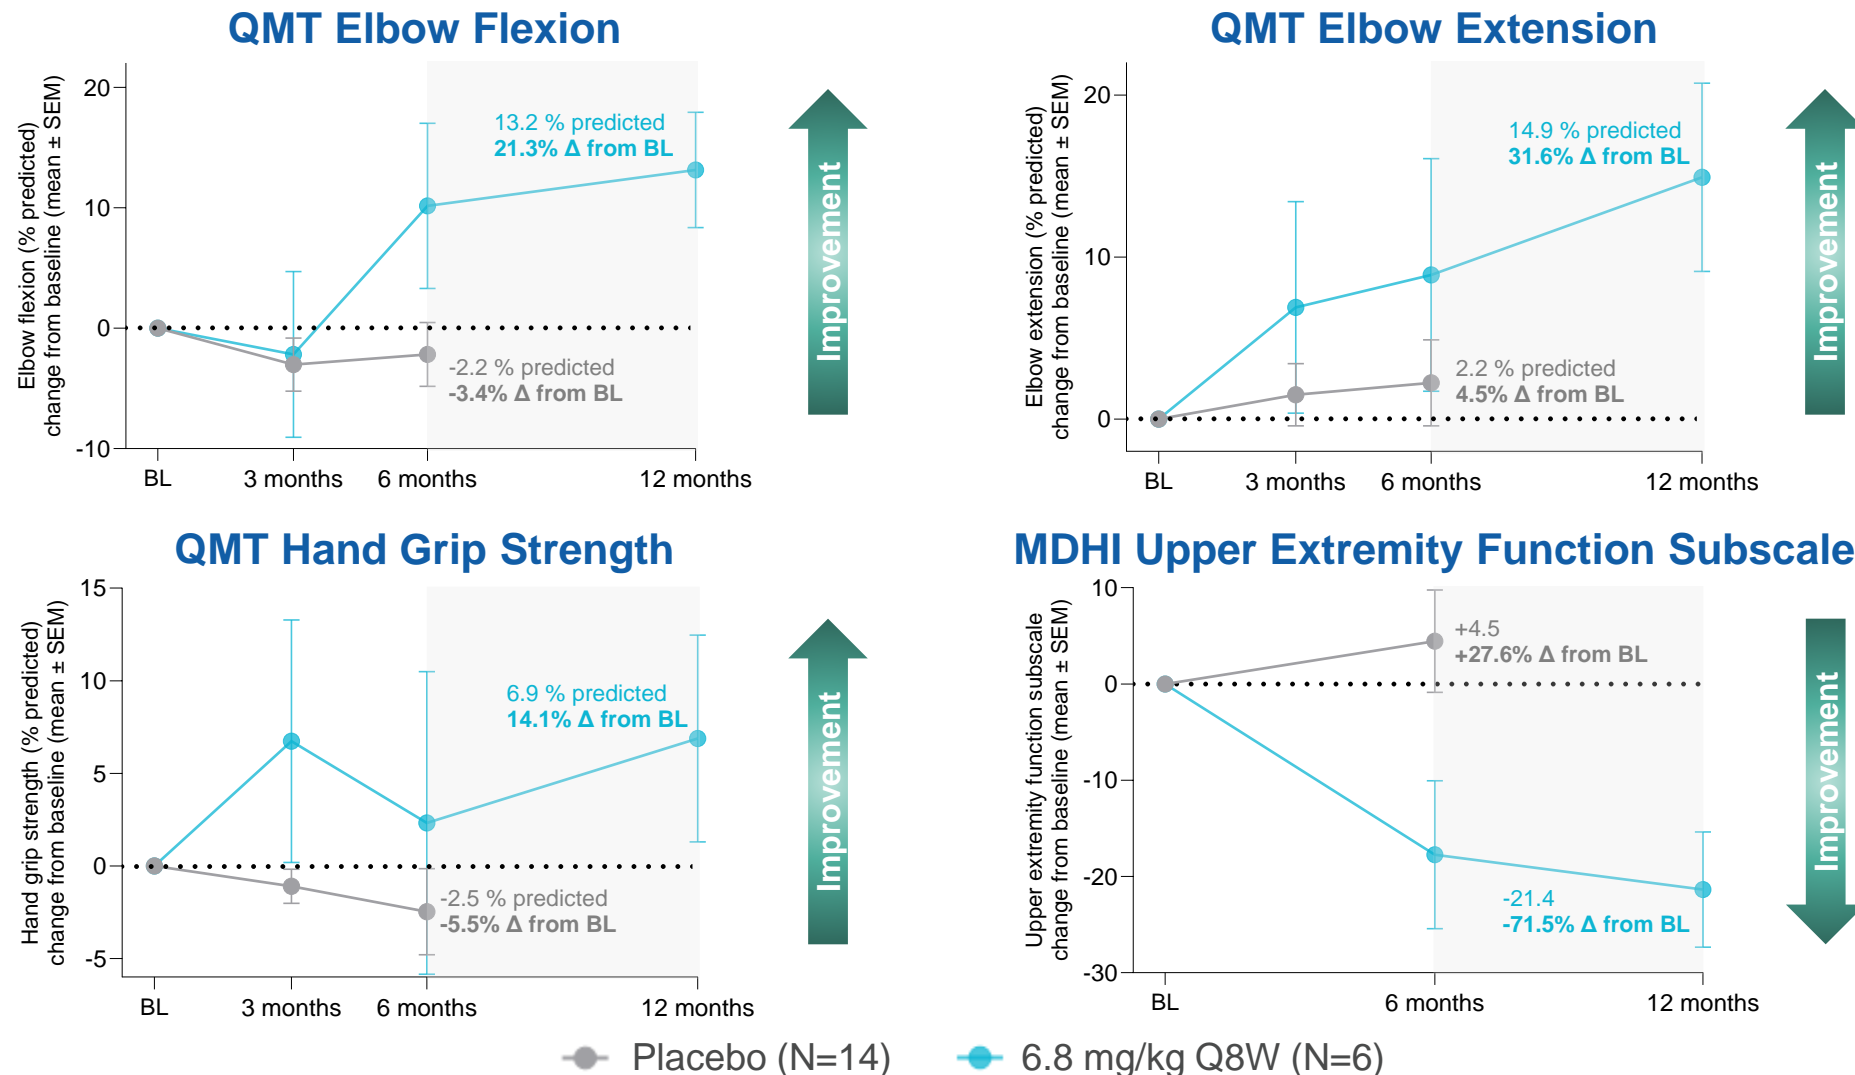 QMT Elbow Flexion
Elbow flexion (% predicted)
change from baseline (mean ± SEM)
20
10
0
-10
13.2 % predicted
21.3% Δ from BL
-2.2 % predicted
-3.4% Δ from BL
BL
3 months
6 months
12 months
Improvement
QMT Elbow Extension
Elbow extension (% predicted)
change from baseline (mean ± SEM)
20
10
0
14.9 % predicted
31.6% Δ from BL
2.2 % predicted
4.5% Δ from BL
BL
3 months
6 months
12 months
Improvement
QMT Hand Grip Strength
Hand grip strength (% predicted)
change from baseline (mean ± SEM)
15
10
5
0
-5
6.9 % predicted
14.1% Δ from BL
-2.5 % predicted
-5.5% Δ from BL
BL
3 months
6 months
12 months
Improvement
MDHI Upper Extremity Function Subscale
Upper extremity function subscale
change from baseline (mean ± SEM)
10
0
-10
-20
-30
+4.5
+27.6% Δ from BL
-21.4
-71.5% Δ from BL
BL
6 months
12 months
Improvement
Placebo (N=14)
6.8 mg/kg Q8W (N=6)